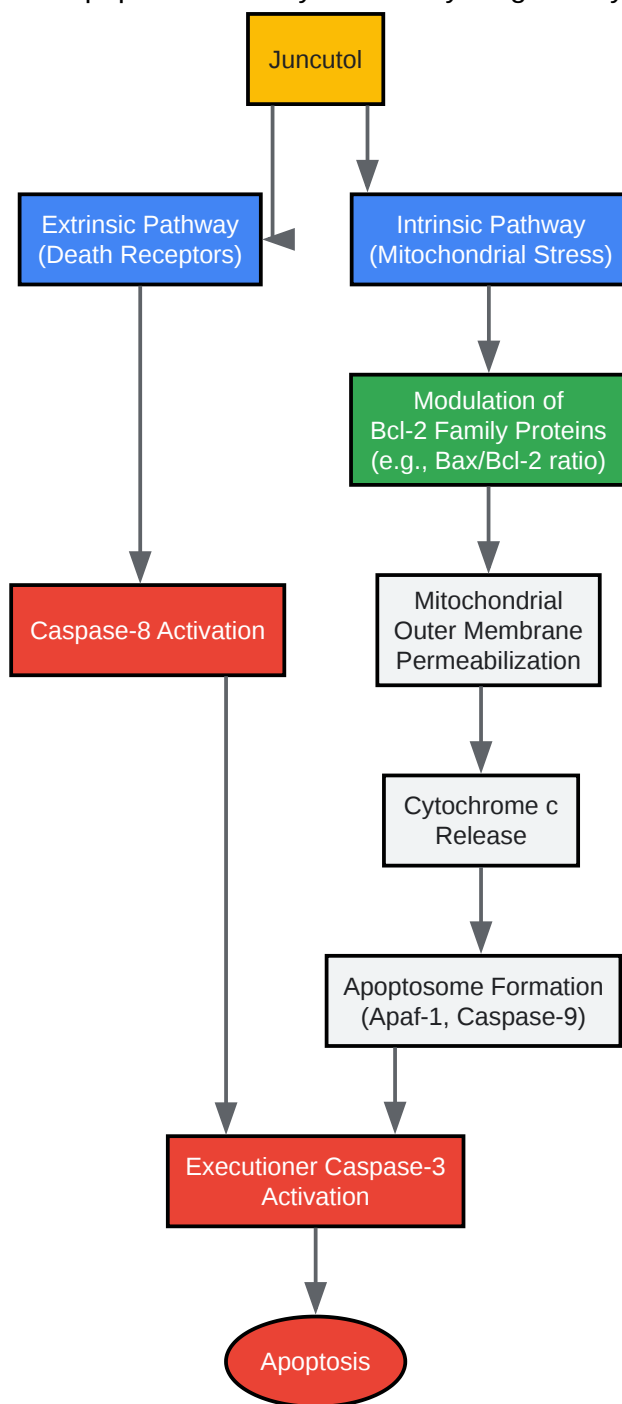 Juncutol
Extrinsic Pathway
(Death Receptors)
Intrinsic Pathway
(Mitochondrial Stress)
Modulation of
Bcl-2 Family Proteins
(e.g., Bax/Bcl-2 ratio)
Caspase-8 Activation
Mitochondrial
Outer Membrane
Permeabilization
Cytochrome c
Release
Apoptosome Formation
(Apaf-1, Caspase-9)
Executioner Caspase-3
Activation
Apoptosis